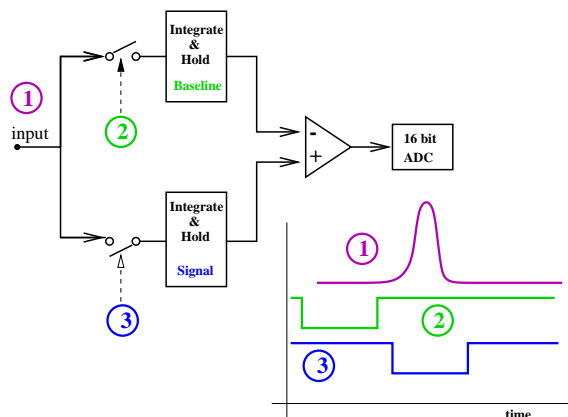 Integrate
&
Hold
Baseline
1
input
2
-
+
16 bit
ADC
Integrate
&
Hold
Signal
3
1
2
3
time